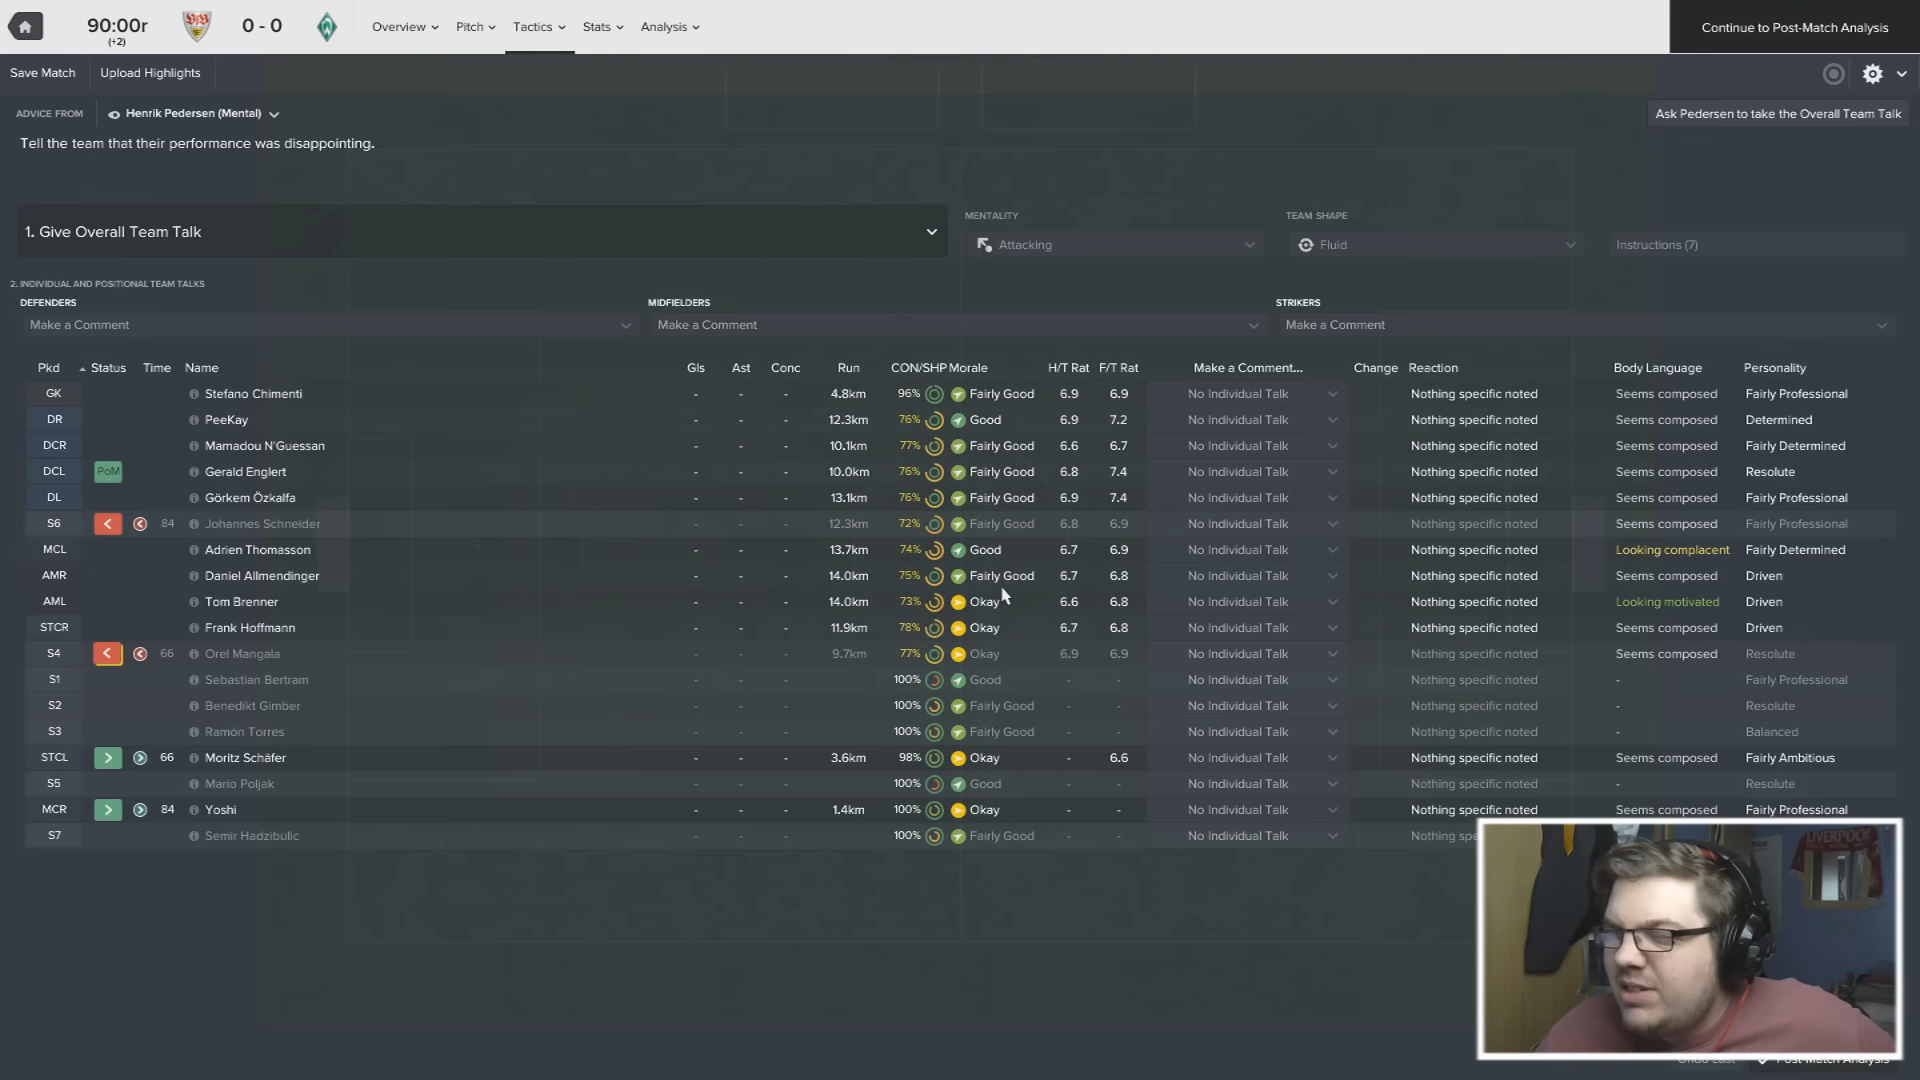 90:00r
(+2)
0 - 0
Overview
Pitch
Tactics
Stats
Analysis
Continue to Post-Match Analysis
Save Match
Upload Highlights
ADVICE FROM
Henrik Pedersen (Mental)
Ask Pedersen to take the Overall Team Talk
Tell the team that their performance was disappointing.
1. Give Overall Team Talk
MENTALITY
Attacking
TEAM SHAPE
Fluid
Instructions (7)
2. INDIVIDUAL AND POSITIONAL TEAM TALKS
DEFENDERS
Make a Comment
MIDFIELDERS
Make a Comment
STRIKERS
Make a Comment
Pkd Status Time Name Gls Ast Conc Run CON/SHP Morale H/T Rat F/T Rat Make a Comment... Change Reaction Body Language Personality
GK Stefano Chimenti - - - 4.8km 96% Fairly Good 6.9 6.9 No Individual Talk Nothing specific noted Seems composed Fairly Professional
DR PeeKay - - - 12.3km 76% Good 6.9 7.2 No Individual Talk Nothing specific noted Seems composed Determined
DCR Mamadou N'Guessan - - - 10.1km 77% Fairly Good 6.6 6.7 No Individual Talk Nothing specific noted Seems composed Fairly Determined
DCL PoM Gerald Englert - - - 10.0km 76% Fairly Good 6.8 7.4 No Individual Talk Nothing specific noted Seems composed Resolute
DL Görkem Özkalfa - - - 13.1km 76% Fairly Good 6.9 7.4 No Individual Talk Nothing specific noted Seems composed Fairly Professional
S6 84 Johannes Schneider - - - 12.3km 72% Fairly Good 6.8 6.9 No Individual Talk Nothing specific noted Seems composed Fairly Professional
MCL Adrien Thomasson - - - 13.7km 74% Good 6.7 6.9 No Individual Talk Nothing specific noted Looking complacent Fairly Determined
AMR Daniel Allmendinger - - - 14.0km 75% Fairly Good 6.7 6.8 No Individual Talk Nothing specific noted Seems composed Driven
AML Tom Brenner - - - 14.0km 73% Okay 6.6 6.8 No Individual Talk Nothing specific noted Looking motivated Driven
STCR Frank Hoffmann - - - 11.9km 78% Okay 6.7 6.8 No Individual Talk Nothing specific noted Seems composed Driven
S4 66 Orel Mangala - - - 9.7km 77% Okay 6.9 6.9 No Individual Talk Nothing specific noted Seems composed Resolute
S1 Sebastian Bertram - - - 100% Good - - No Individual Talk Nothing specific noted - Fairly Professional
S2 Benedikt Gimber - - - 100% Fairly Good - - No Individual Talk Nothing specific noted - Resolute
S3 Ramón Torres - - - 100% Fairly Good - - No Individual Talk Nothing specific noted - Balanced
STCL 66 Moritz Schäfer - - - 3.6km 98% Okay - 6.6 No Individual Talk Nothing specific noted Seems composed Fairly Ambitious
S5 Mario Poljak - - - 100% Good - - No Individual Talk Nothing specific noted - Resolute
MCR 84 Yoshi - - - 1.4km 100% Okay - - No Individual Talk Nothing specific noted Seems composed Fairly Professional
S7 Semir Hadzibulic - - - 100% Fairly Good - - No Individual Talk Nothing
LIVERPOOL
Post-Match Analysis